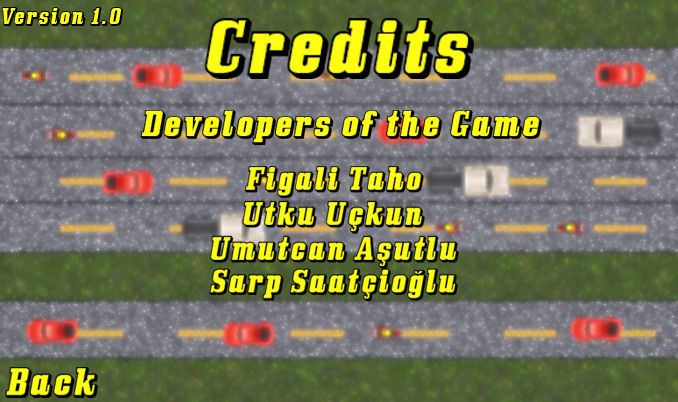 Version 1.0
Credits
Developers of the Game
Figali Taho
Utku Uçkun
Umutcan Aşutlu
Sarp Saatçioğlu
Back